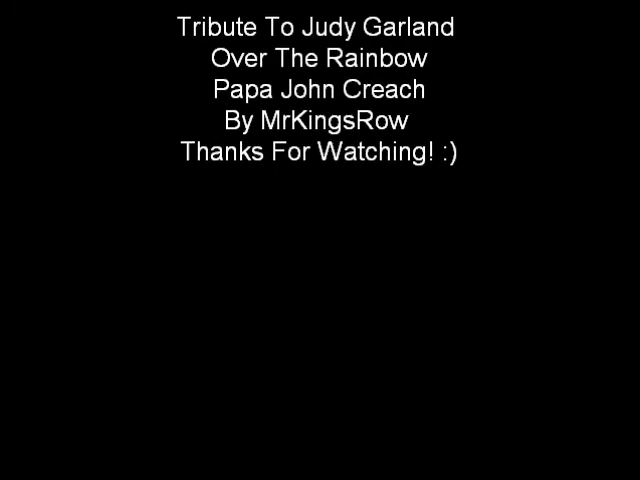 Tribute To Judy Garland
Over The Rainbow
Papa John Creach
By MrKingsRow
Thanks For Watching! :)